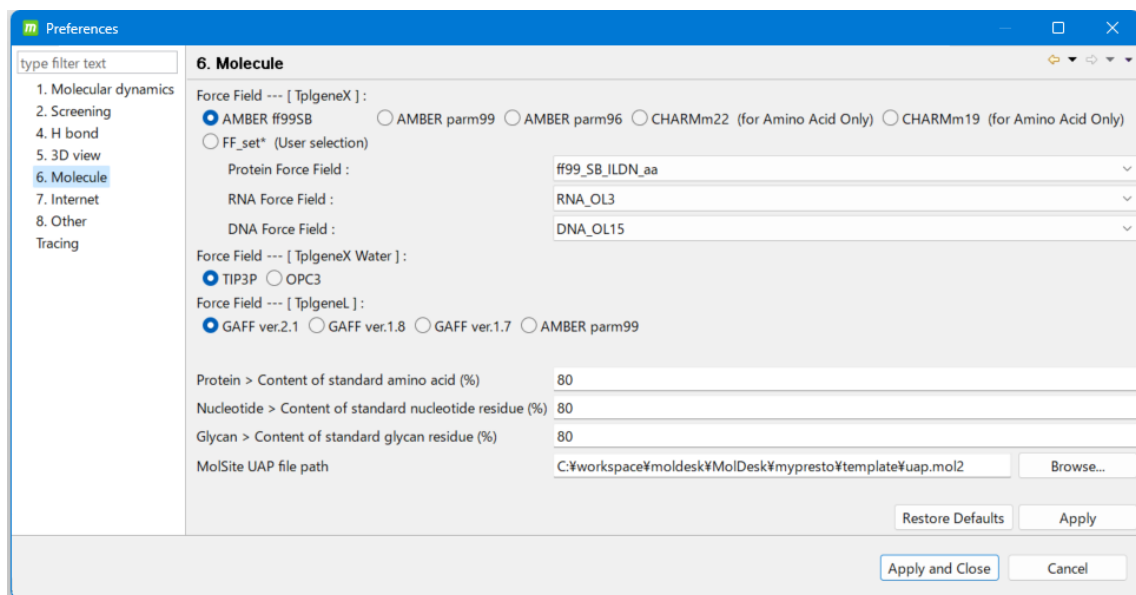 m Preferences
type filter text
1. Molecular dynamics
2. Screening
4. H bond
5. 3D view
6. Molecule
7. Internet
8. Other
Tracing
6. Molecule
Force Field --- [ TplgeneX ] :
AMBER ff99SB AMBER parm99 AMBER parm96 CHARMm22 (for Amino Acid Only) CHARMm19 (for Amino Acid Only)
FF_set* (User selection)
Protein Force Field : ff99_SB_ILDN_aa
RNA Force Field : RNA_OL3
DNA Force Field : DNA_OL15
Force Field --- [ TplgeneX Water ] :
TIP3P OPC3
Force Field --- [ TplgeneL ] :
GAFF ver.2.1 GAFF ver.1.8 GAFF ver.1.7 AMBER parm99
Protein > Content of standard amino acid (%) 80
Nucleotide > Content of standard nucleotide residue (%) 80
Glycan > Content of standard glycan residue (%) 80
MolSite UAP file path C:¥workspace¥moldesk¥MolDesk¥mypresto¥template¥uap.mol2 Browse...
Restore Defaults Apply
Apply and Close Cancel